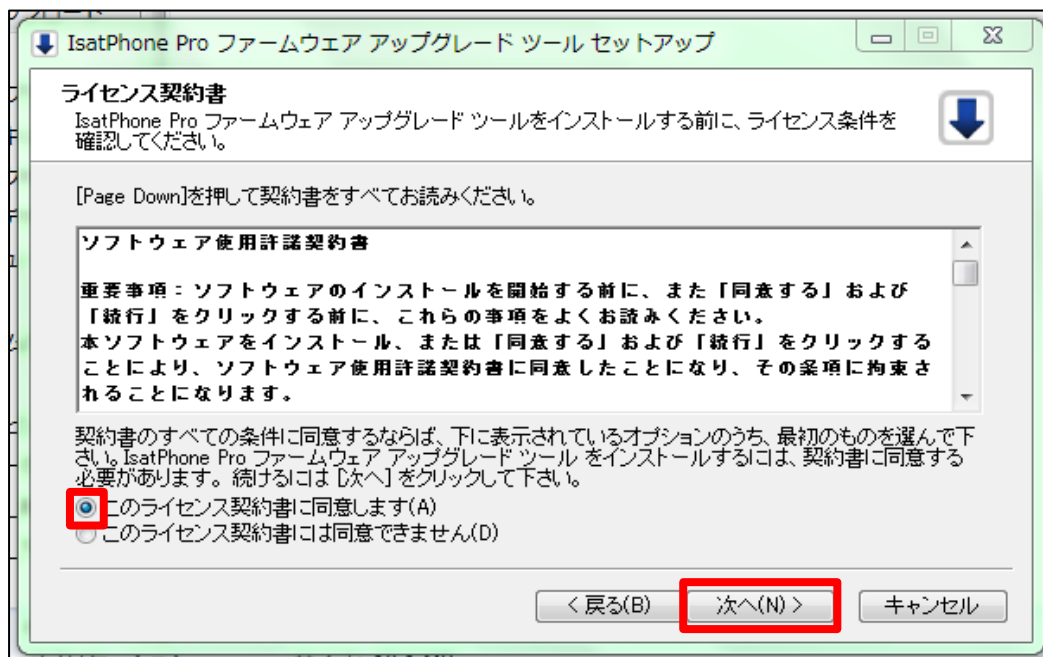 IsatPhone Pro ファームウェア アップグレード ツール セットアップ
ライセンス契約書
IsatPhone Pro ファームウェア アップグレード ツールをインストールする前に、ライセンス条件を
確認してください。
[Page Down]を押して契約書をすべてお読みください。
ソフトウェア使用許諾契約書
重要事項：ソフトウェアのインストールを開始する前に、また「同意する」および
「続行」をクリックする前に、これらの事項をよくお読みください。
本ソフトウェアをインストール、または「同意する」および「続行」をクリックする
ことにより、ソフトウェア使用許諾契約書に同意したことになり、その条項に拘束さ
れることになります。
契約書のすべての条件に同意するならば、下に表示されているオプションのうち、最初のものを選んで下
さい。IsatPhone Pro ファームウェア アップグレード ツール をインストールするには、契約書に同意する
必要があります。続けるには [次へ] をクリックして下さい。
このライセンス契約書に同意します(A)
このライセンス契約書には同意できません(D)
< 戻る(B)
次へ(N) >
キャンセル